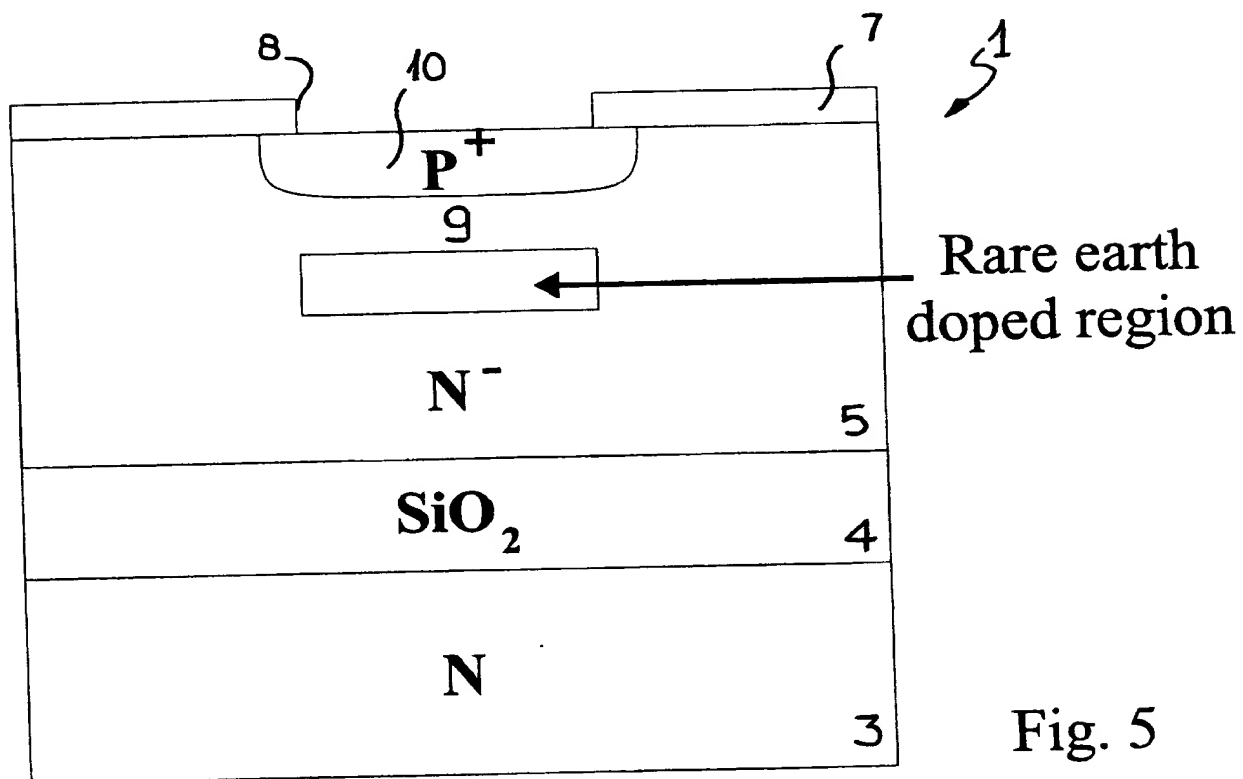 8
10
7
1
P+
9
Rare earth
doped region
N-
5
SiO2
4
N
3
Fig. 5